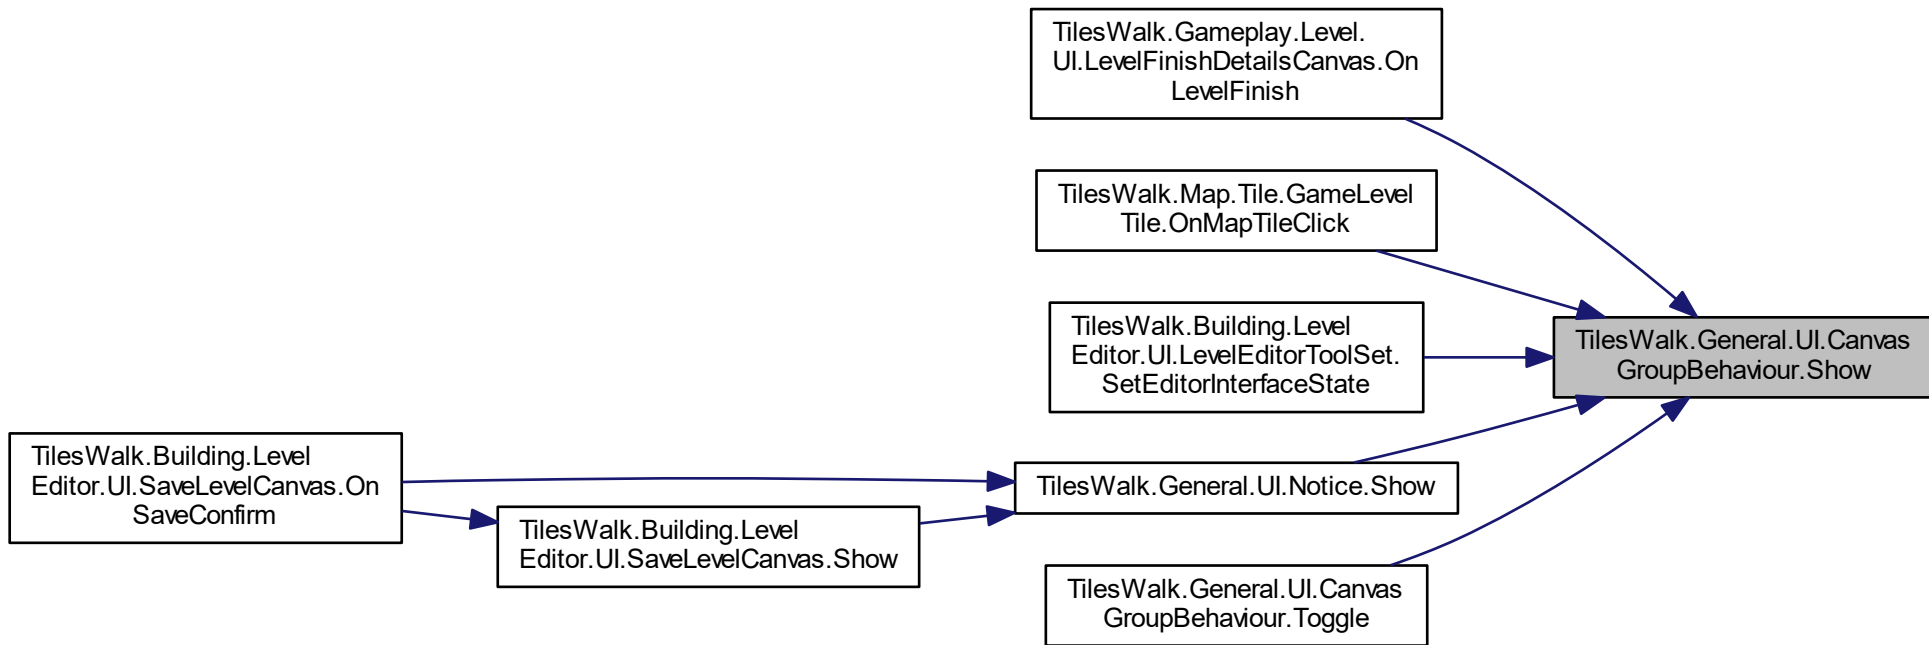 TilesWalk.Gameplay.Level.
UI.LevelFinishDetailsCanvas.On
LevelFinish
TilesWalk.Map.Tile.GameLevel
Tile.OnMapTileClick
TilesWalk.Building.Level
Editor.UI.LevelEditorToolSet.
SetEditorInterfaceState
TilesWalk.General.UI.Canvas
GroupBehaviour.Show
TilesWalk.Building.Level
Editor.UI.SaveLevelCanvas.On
SaveConfirm
TilesWalk.General.UI.Notice.Show
TilesWalk.Building.Level
Editor.UI.SaveLevelCanvas.Show
TilesWalk.General.UI.Canvas
GroupBehaviour.Toggle